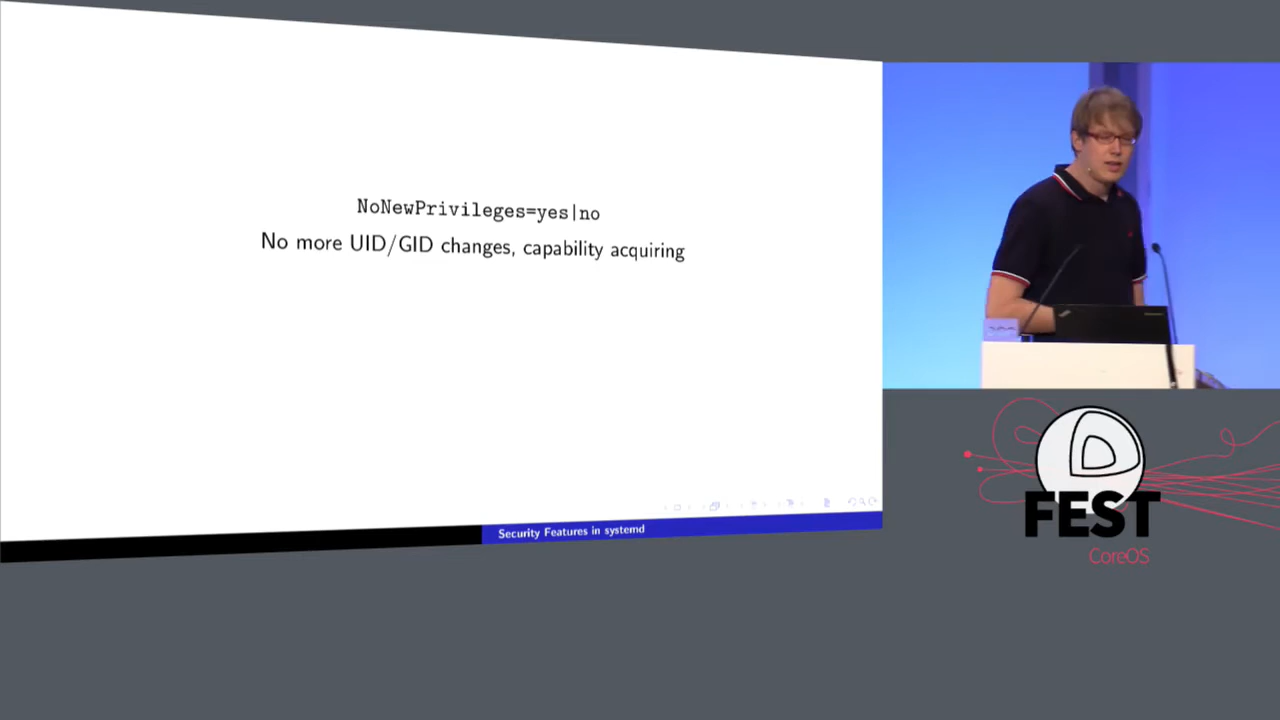 NoNewPrivileges=yes|no
No more UID/GID changes, capability acquiring
Security Features in systemd
FEST
CoreOS